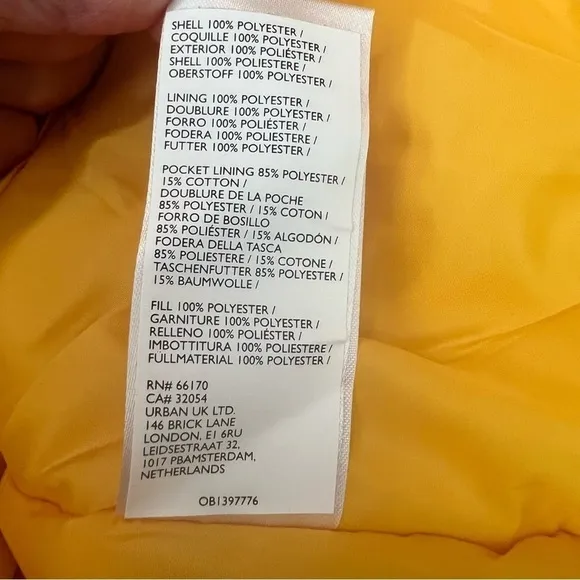 SHELL 100% POLYESTER /
COQUILLE 100% POLYESTER /
EXTERIOR 100% POLIÉSTER /
SHELL 100% POLIESTERE /
OBERSTOFF 100% POLYESTER /
LINING 100% POLYESTER /
DOUBLURE 100% POLYESTER /
FORRO 100% POLIÉSTER /
FODERA 100% POLIESTERE /
FUTTER 100% POLYESTER /
POCKET LINING 85% POLYESTER /
15% COTTON /
DOUBLURE DE LA POCHE
85% POLYESTER / 15% COTON /
FORRO DE BOSILLO
85% POLIÉSTER / 15% ALGODÓN /
FODERA DELLA TASCA
85% POLIESTERE / 15% COTONE /
TASCHENFUTTER 85% POLYESTER /
15% BAUMWOLLE /
FILL 100% POLYESTER /
GARNITURE 100% POLYESTER /
RELLENO 100% POLIÉSTER /
IMBOTTITURA 100% POLIESTERE /
FULLMATERIAL 100% POLYESTER /
RN# 66170
CA# 32054
URBAN UK LTD.
146 BRICK LANE
LONDON, E1 6RU
LEIDSESTRAAT 32,
1017 PBAMSTERDAM,
NETHERLANDS
OB1397776